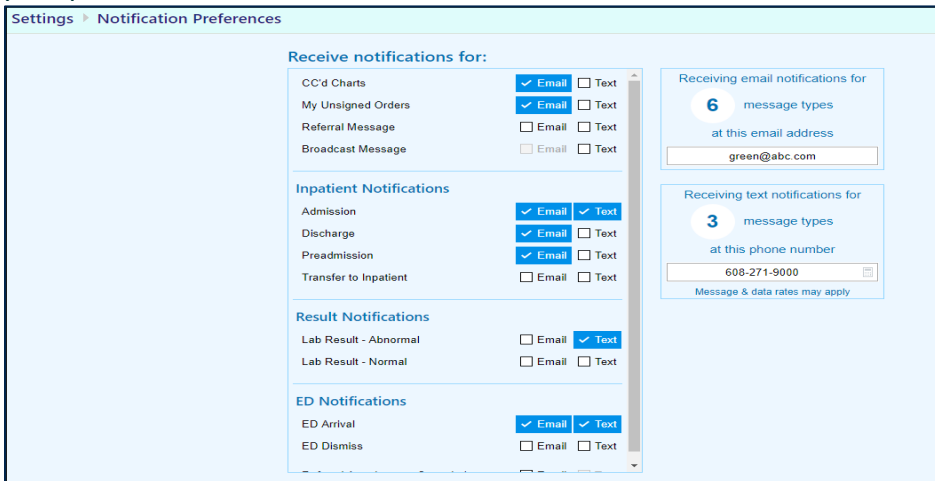 Settings Notification Preferences
Receive notifications for:
CC'd Charts Email Text
My Unsigned Orders Email Text
Referral Message Email Text
Broadcast Message Email Text
Inpatient Notifications
Admission Email Text
Discharge Email Text
Preadmission Email Text
Transfer to Inpatient Email Text
Result Notifications
Lab Result - Abnormal Email Text
Lab Result - Normal Email Text
ED Notifications
ED Arrival Email Text
ED Dismiss Email Text
Receiving email notifications for
6 message types
at this email address
green@abc.com
Receiving text notifications for
3 message types
at this phone number
608-271-9000
Message & data rates may apply